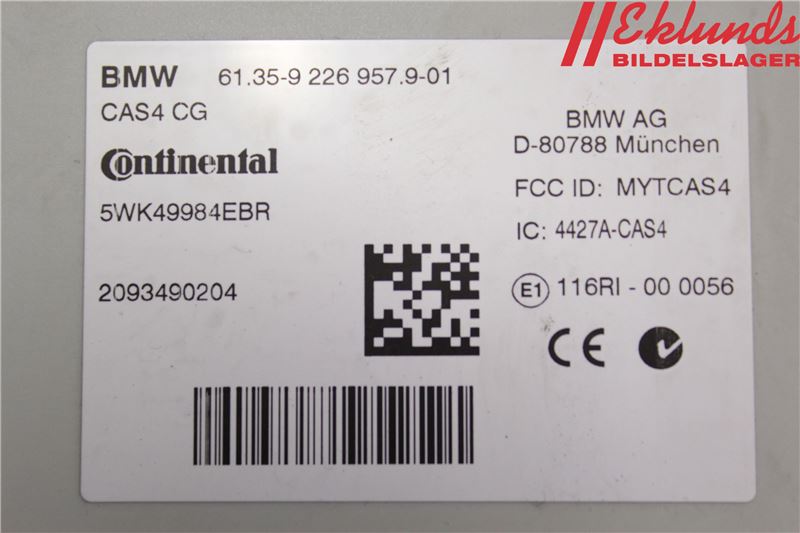 Eklunds
BILDELSLAGER
BMW 61.35-9 226 957.9-01
CAS4 CG
Continental
5WK49984EBR
2093490204
BMW AG
D-80788 München
FCC ID: MYTCAS4
IC: 4427A-CAS4
E1 116RI - 00 0056
CE